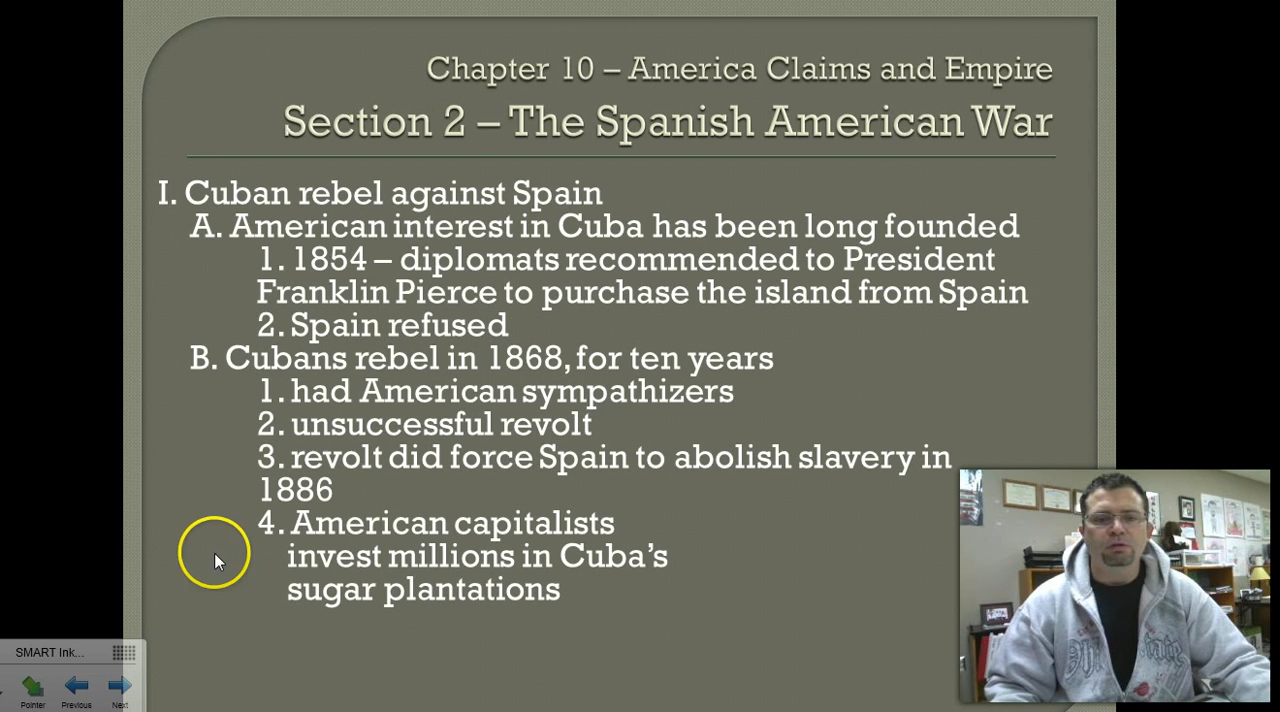 Chapter 10 – America Claims and Empire
Section 2 – The Spanish American War
I. Cuban rebel against Spain
A. American interest in Cuba has been long founded
1. 1854 – diplomats recommended to President
Franklin Pierce to purchase the island from Spain
2. Spain refused
B. Cubans rebel in 1868, for ten years
1. had American sympathizers
2. unsuccessful revolt
3. revolt did force Spain to abolish slavery in
1886
4. American capitalists
invest millions in Cuba's
sugar plantations
SMART Ink...
Pointer Previous Next